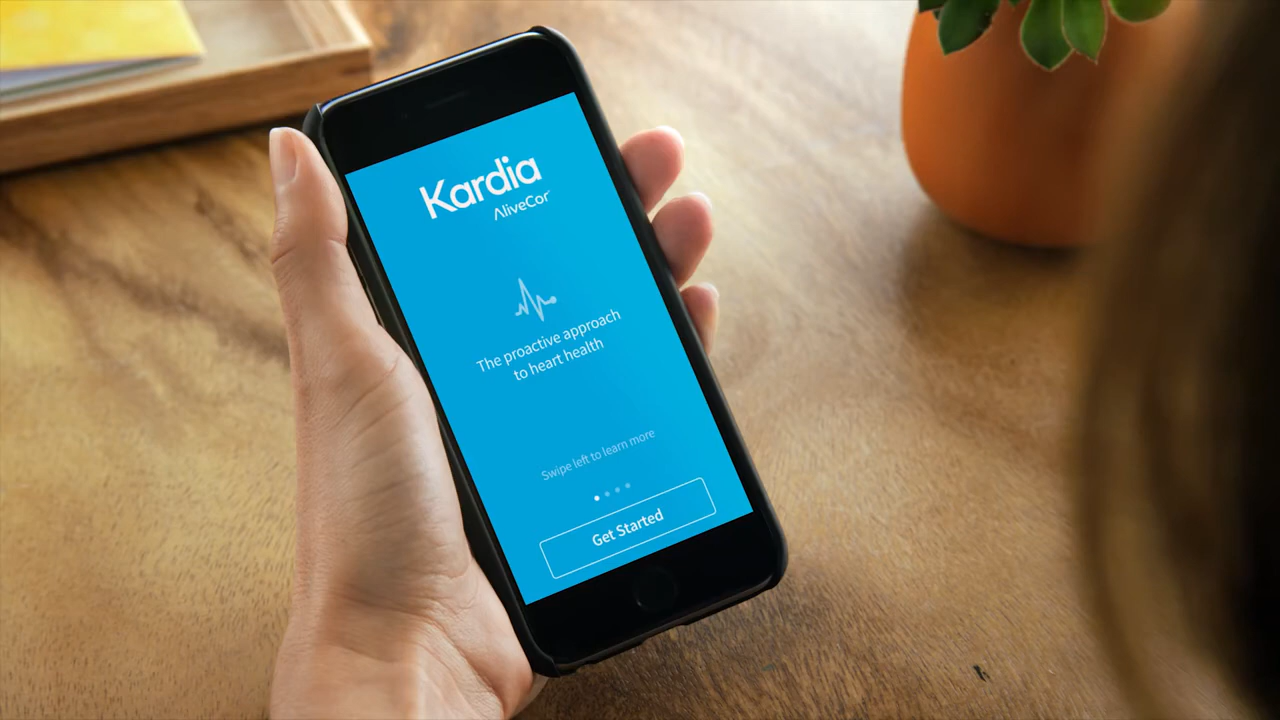 Kardia
AliveCor
The proactive approach
to heart health
Swipe left to learn more
Get Started